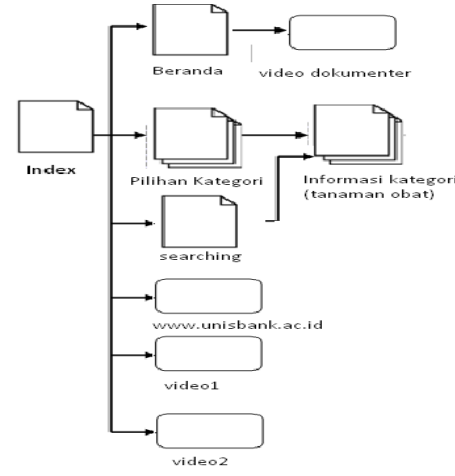 Beranda
video dokumenter
Index
Pilihan Kategori
Informasi kategori
(tanaman obat)
searching
www.unisbank.ac.id
video1
video2